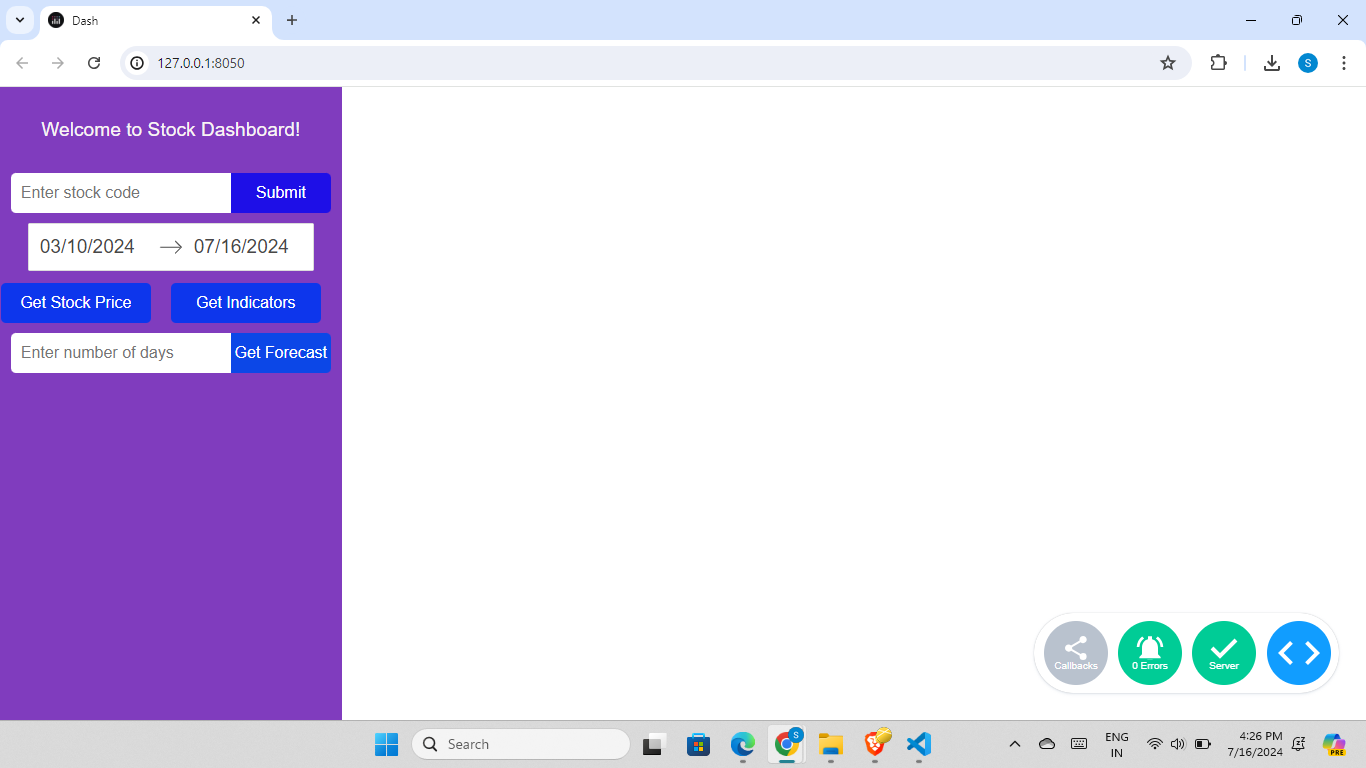 Dash
127.0.0.1:8050
S
Welcome to Stock Dashboard!
Enter stock code
Submit
03/10/2024
07/16/2024
Get Stock Price
Get Indicators
Enter number of days
Get Forecast
Callbacks
0 Errors
Server
Search
S
ENG
IN
4:26 PM
7/16/2024
PRE